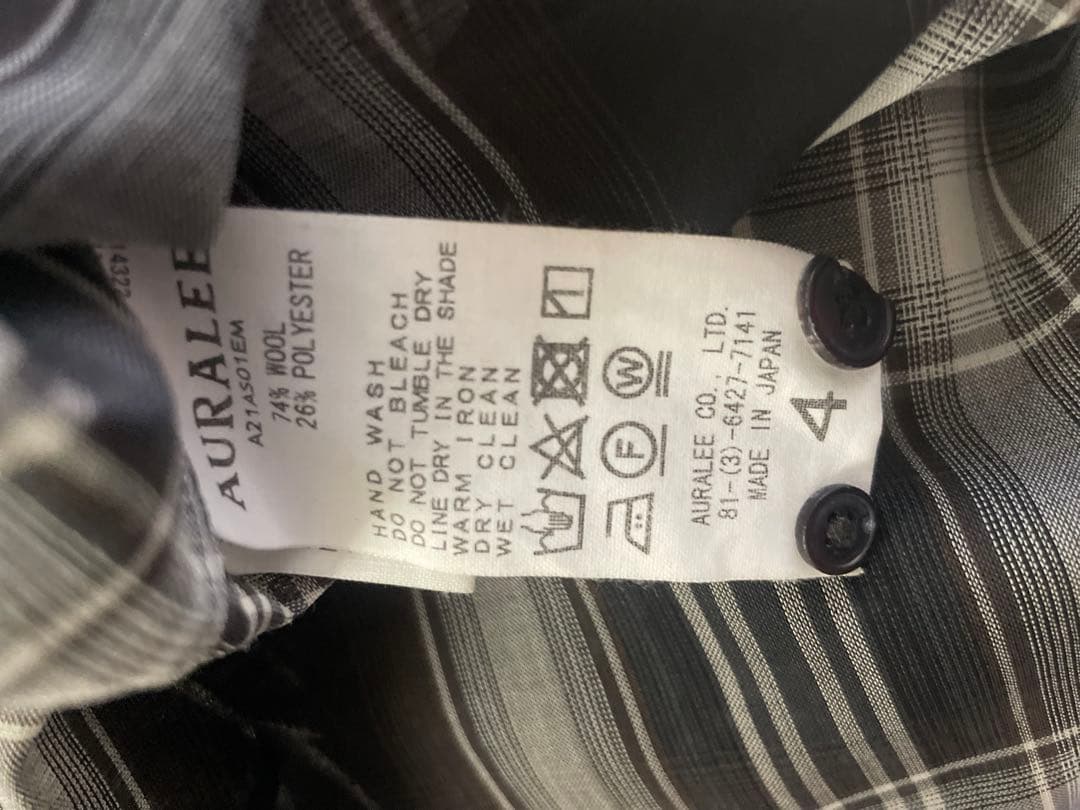 AURALEE
A21AS01EM
74% WOOL
26% POLYESTER
HAND WASH
DO NOT BLEACH
DO NOT TUMBLE DRY
LINE DRY IN THE SHADE
WARM IRON
DRY CLEAN
WET CLEAN
F W
AURALEE CO., LTD.
81-(3)-6427-7141
MADE IN JAPAN
4